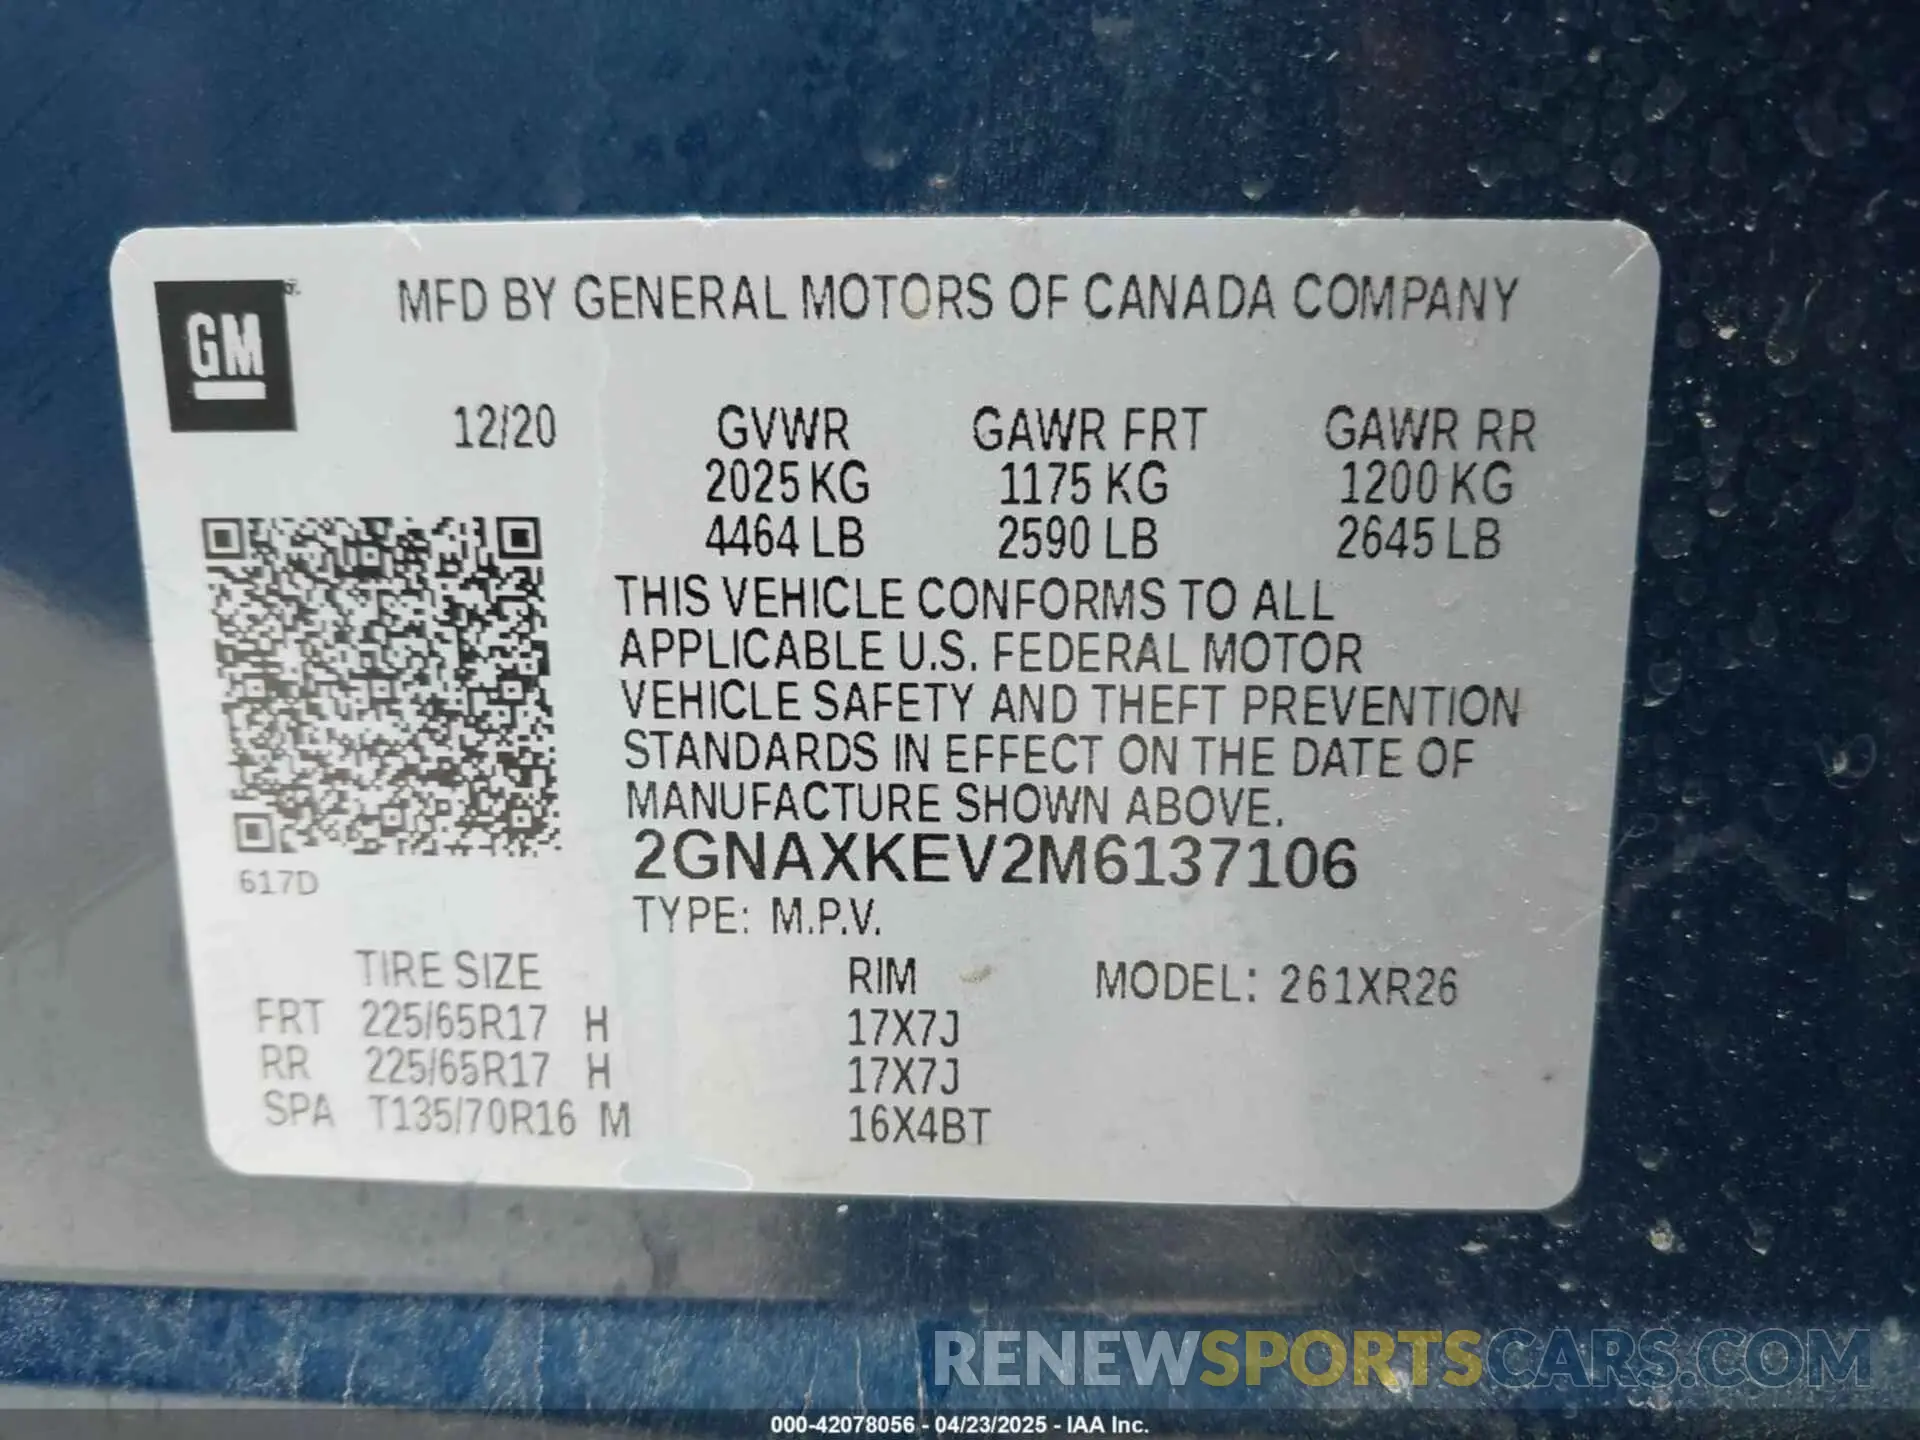 GM
MFD BY GENERAL MOTORS OF CANADA COMPANY
12/20 GVWR GAWR FRT GAWR RR
2025 KG 1175 KG 1200 KG
4464 LB 2590 LB 2645 LB
THIS VEHICLE CONFORMS TO ALL
APPLICABLE U.S. FEDERAL MOTOR
VEHICLE SAFETY AND THEFT PREVENTION
STANDARDS IN EFFECT ON THE DATE OF
MANUFACTURE SHOWN ABOVE.
2GNAXKEV2M6137106
617D
TYPE: M.P.V.
TIRE SIZE RIM MODEL: 261XR26
FRT 225/65R17 H 17X7J
RR 225/65R17 H 17X7J
SPA T135/70R16 M 16X4BT
RENEWSPORTSCARS.COM
000-42078056 - 04/23/2025 - IAA Inc.